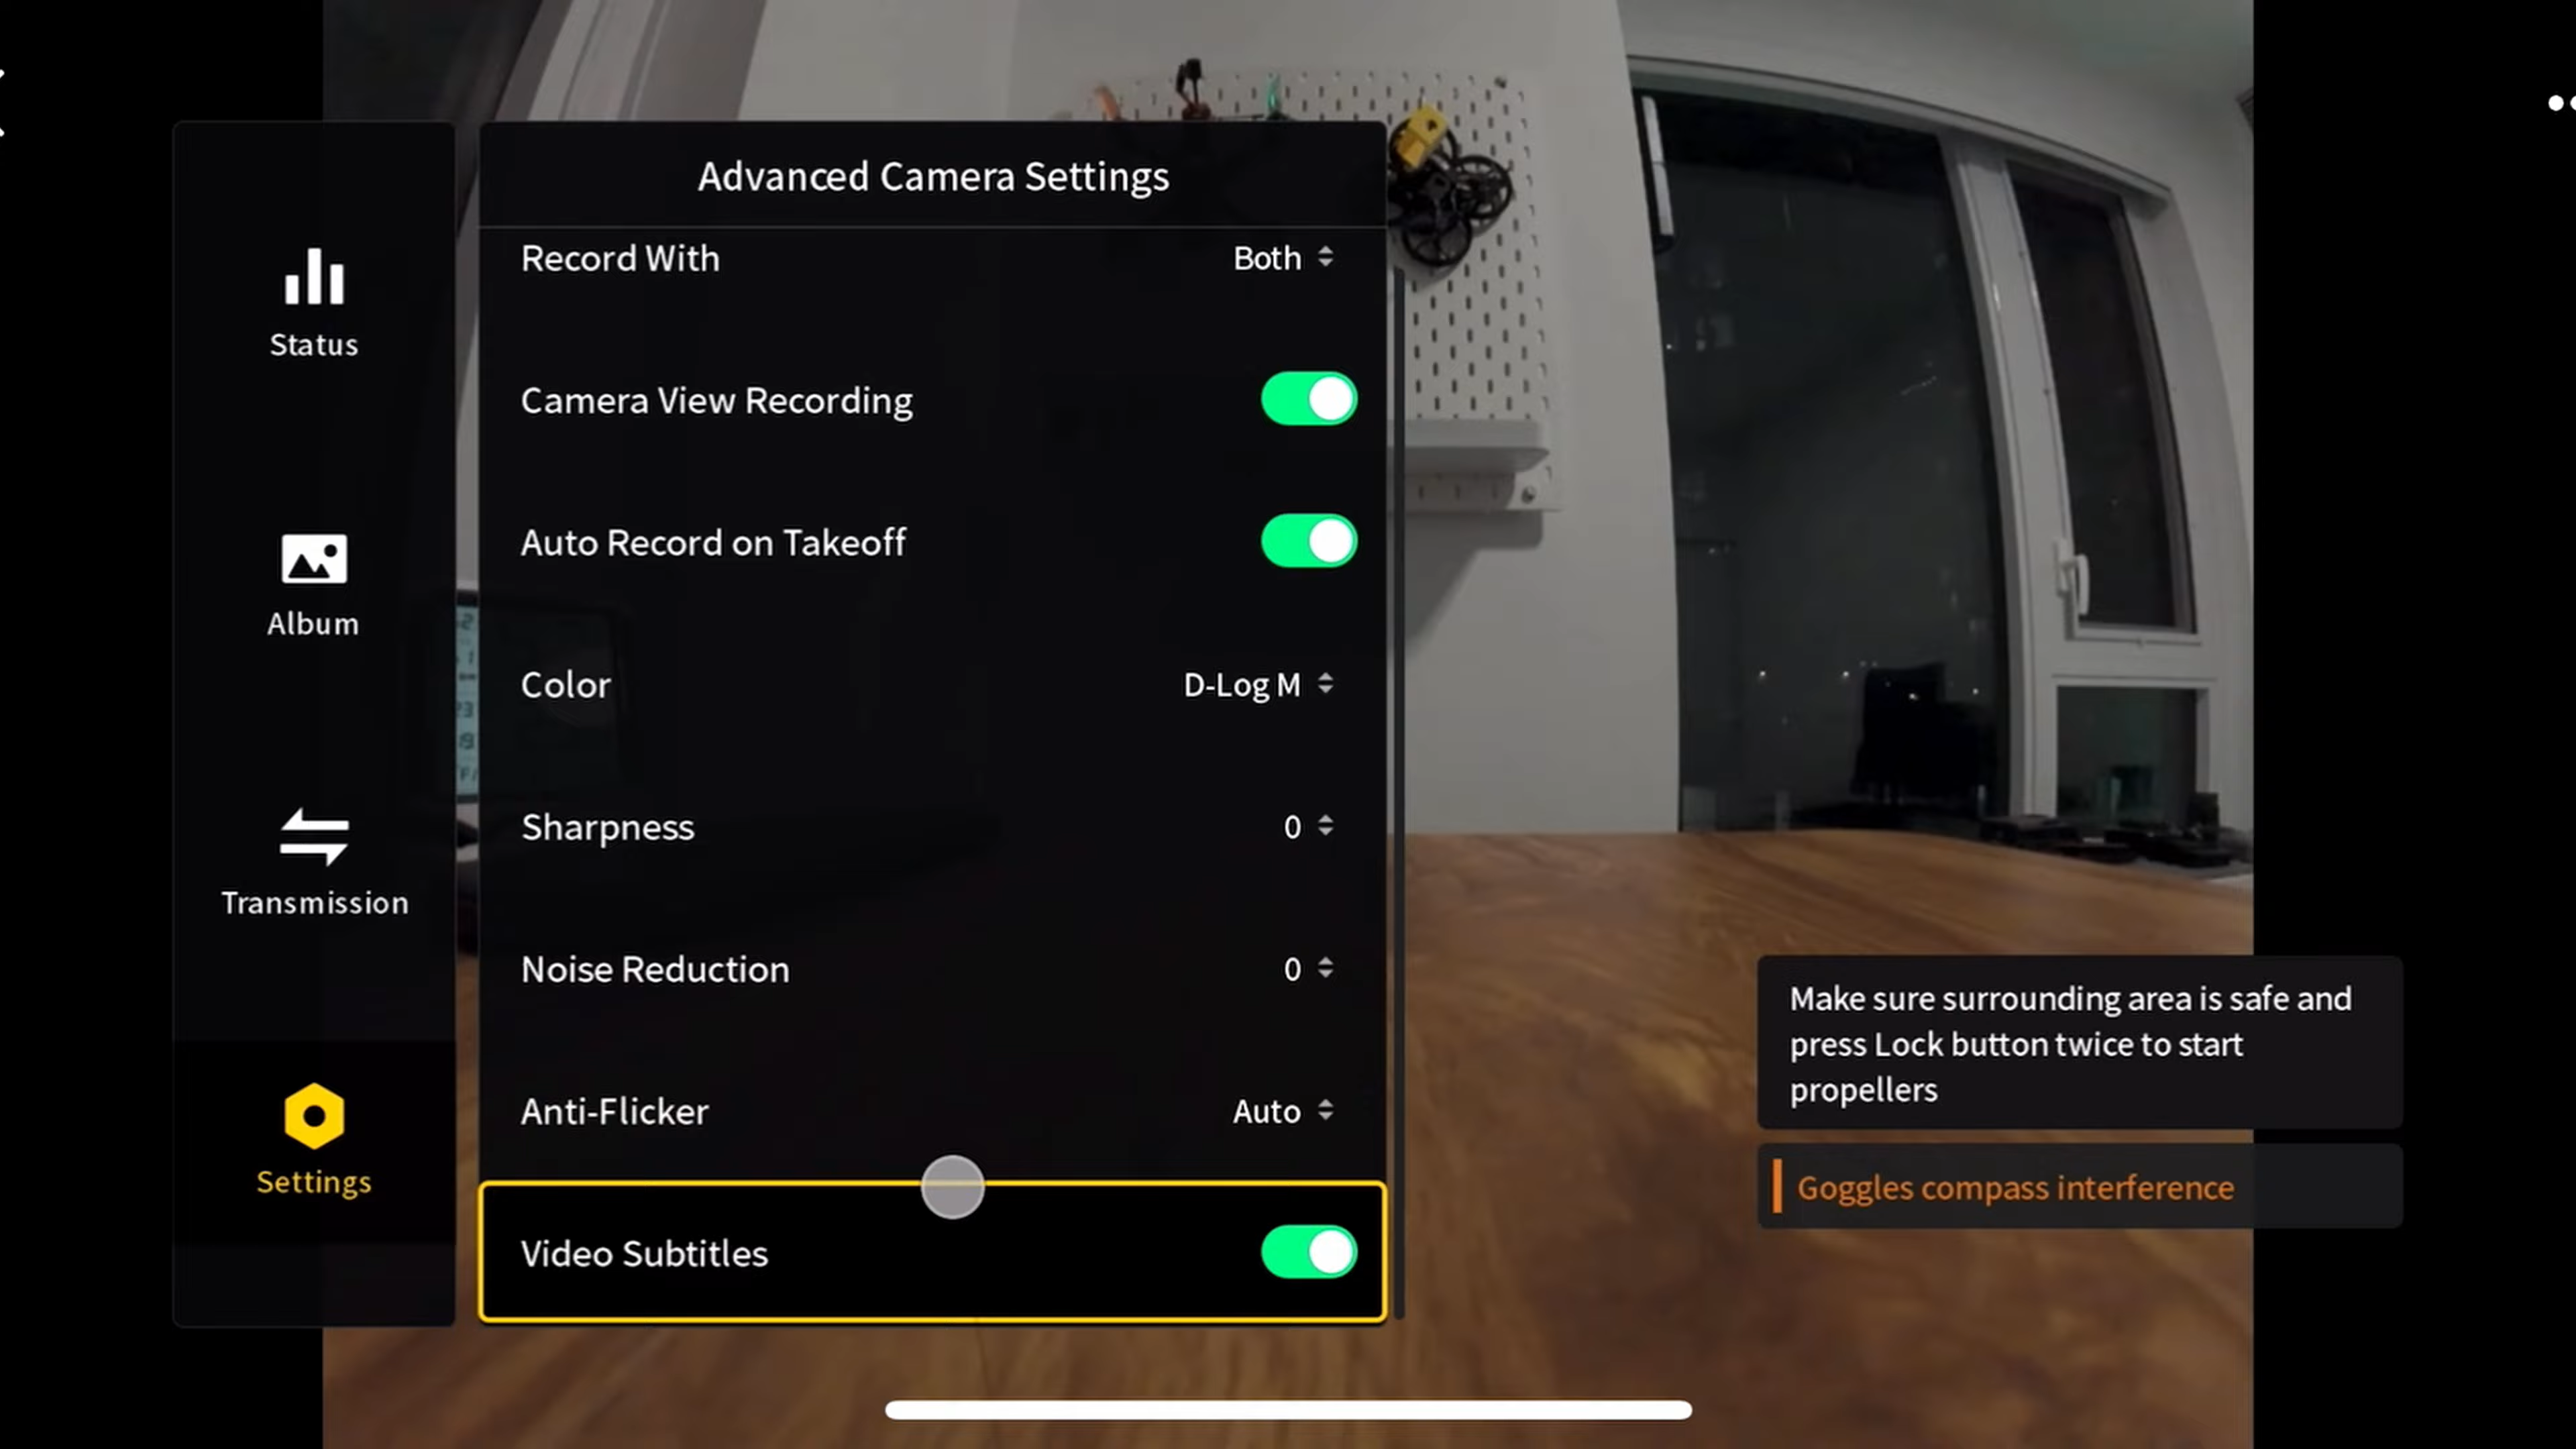 Advanced Camera Settings
Status
Album
Transmission
Settings
Record With Both
Camera View Recording
Auto Record on Takeoff
Color D-Log M
Sharpness 0
Noise Reduction 0
Anti-Flicker Auto
Video Subtitles
Make sure surrounding area is safe and
press Lock button twice to start
propellers
Goggles compass interference